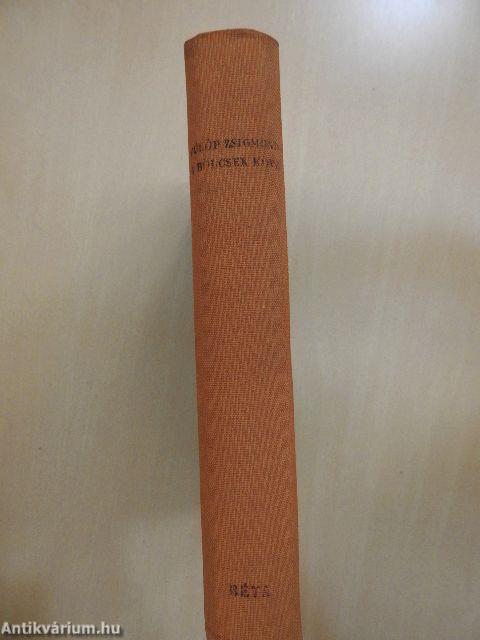 FÜLÖP ZSIGMOND
A BÖLCSEK KÖVE
BÉTA
Antikvárium.hu